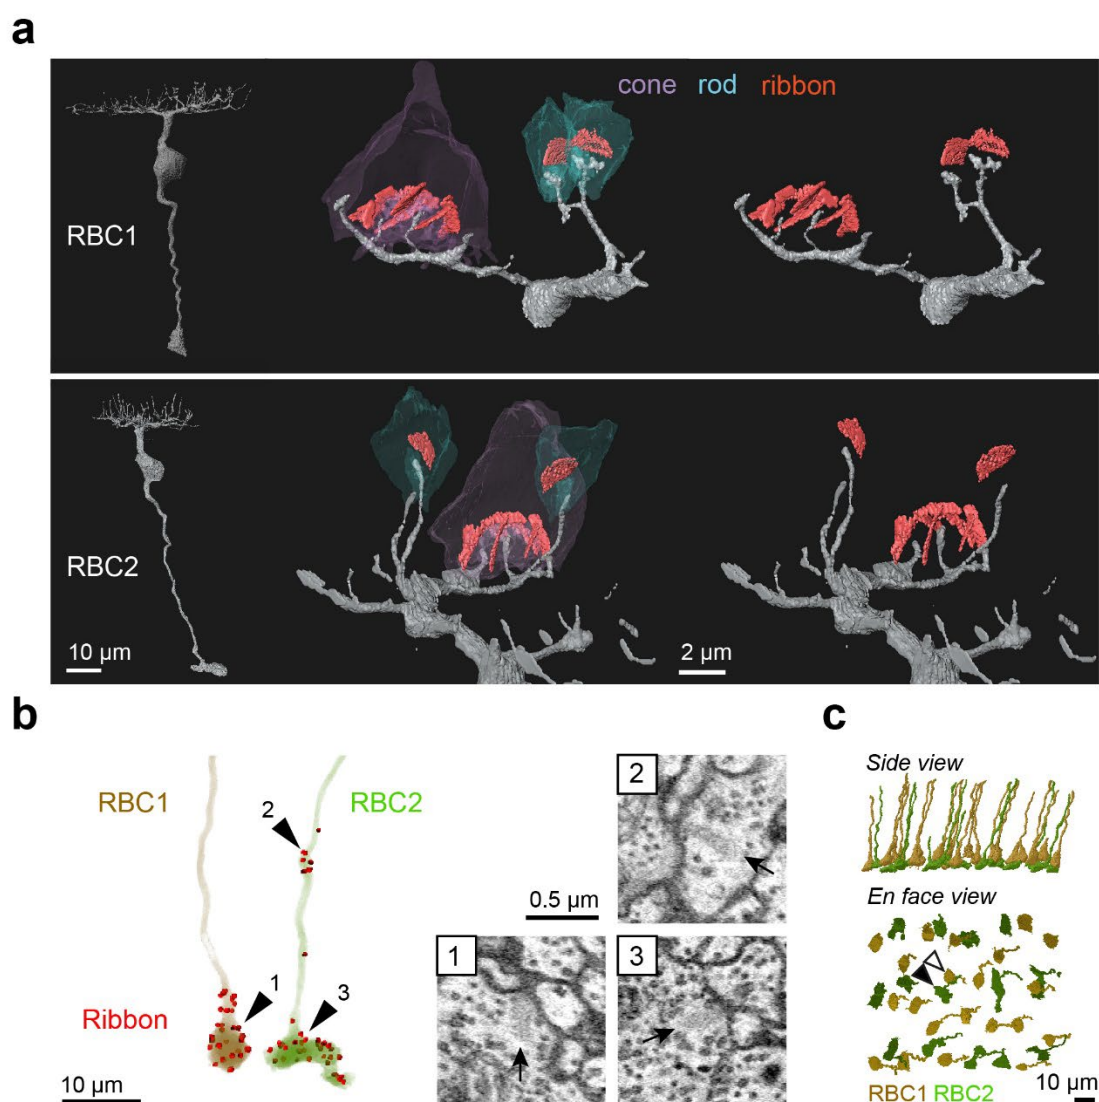 a
cone rod ribbon
RBC1
RBC2
10 µm
2 µm
b
RBC1
RBC2
2
1
3
Ribbon
10 µm
2
0.5 µm
1
3
c
Side view
En face view
RBC1 RBC2
10 µm